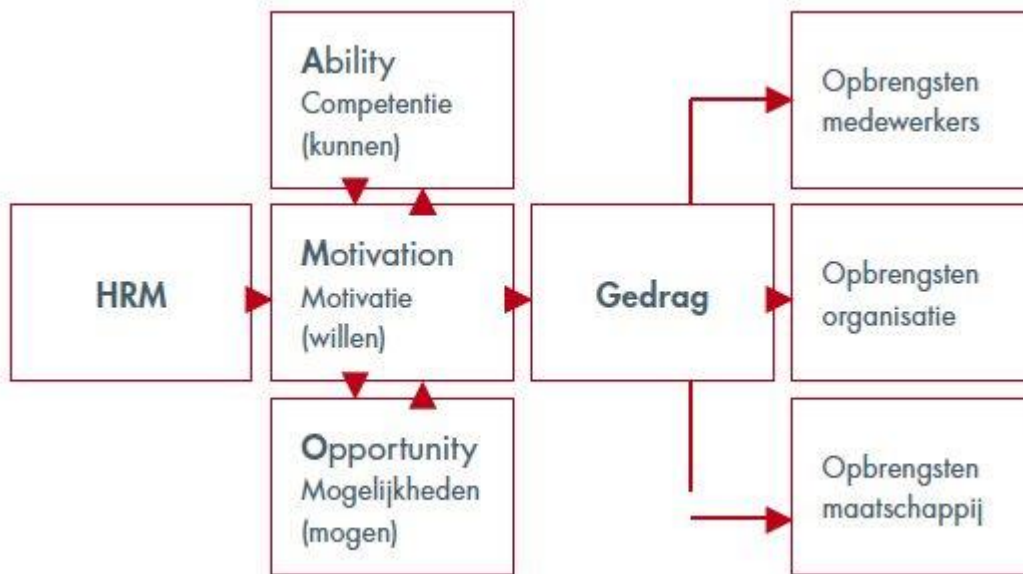 Ability
Competentie
(kunnen)
HRM
Motivation
Motivatie
(willen)
Opportunity
Mogelijkheden
(mogen)
Gedrag
Opbrengsten
medewerkers
Opbrengsten
organisatie
Opbrengsten
maatschappij